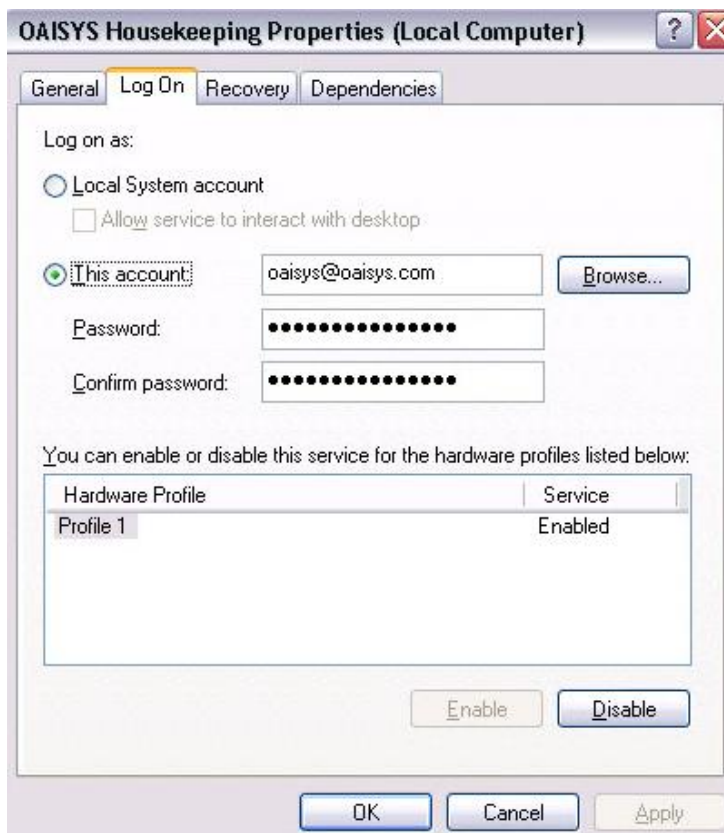 OAISYS Housekeeping Properties (Local Computer)
General Log On Recovery Dependencies
Log on as:
Local System account
Allow service to interact with desktop
This account: oaisys@oaisys.com Browse...
Password: ●●●●●●●●●●●●●●●
Confirm password: ●●●●●●●●●●●●●●●
You can enable or disable this service for the hardware profiles listed below:
Hardware Profile Service
Profile 1 Enabled
Enable Disable
OK Cancel Apply